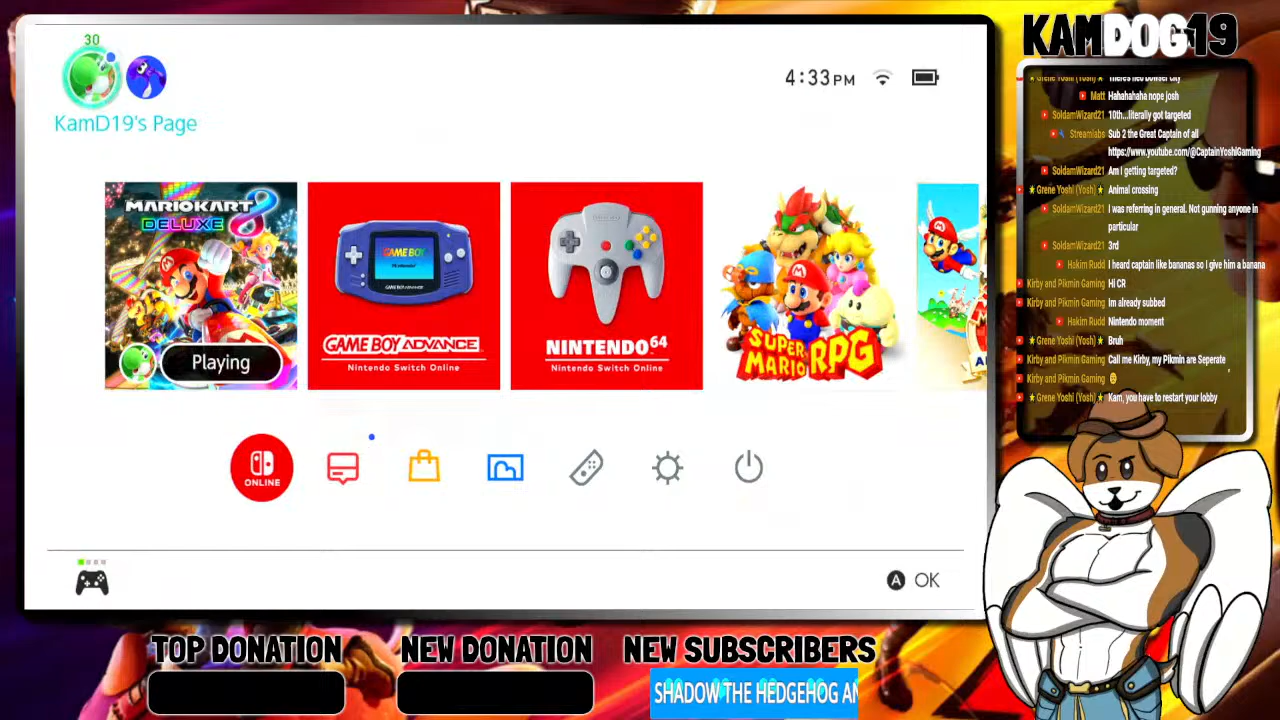 KAMDOG19
30
KamD19's Page
4:33PM
MARIOKART 8
DELUXE
Playing
GAME BOY
GAME BOY ADVANCE
Nintendo Switch Online
NINTENDO 64
Nintendo Switch Online
SUPER
MARIO RPG
ONLINE
A OK
Matt Hahahahaha nope josh
SoldamWizard21 10th...literally got targeted
Streamlabs Sub 2 the Great Captain of all
https://www.youtube.com/@CaptainYoshiGaming
SoldamWizard21 Am I getting targeted?
★Grene Yoshi (Yosh)★ Animal crossing
SoldamWizard21 I was referring in general. Not gunning anyone in
particular
SoldamWizard21 3rd
Hakim Rudd I heard captain like bananas so I give him a banana
Kirby and Pikmin Gaming Hi CR
Kirby and Pikmin Gaming Im already subbed
Hakim Rudd Nintendo moment
★Grene Yoshi (Yosh)★ Bruh
Kirby and Pikmin Gaming Call me Kirby, my Pikmin are Seperate
Kirby and Pikmin Gaming
★Grene Yoshi (Yosh)★ Kam, you have to restart your lobby
TOP DONATION
NEW DONATION
NEW SUBSCRIBERS
SHADOW THE HEDGEHOG AN